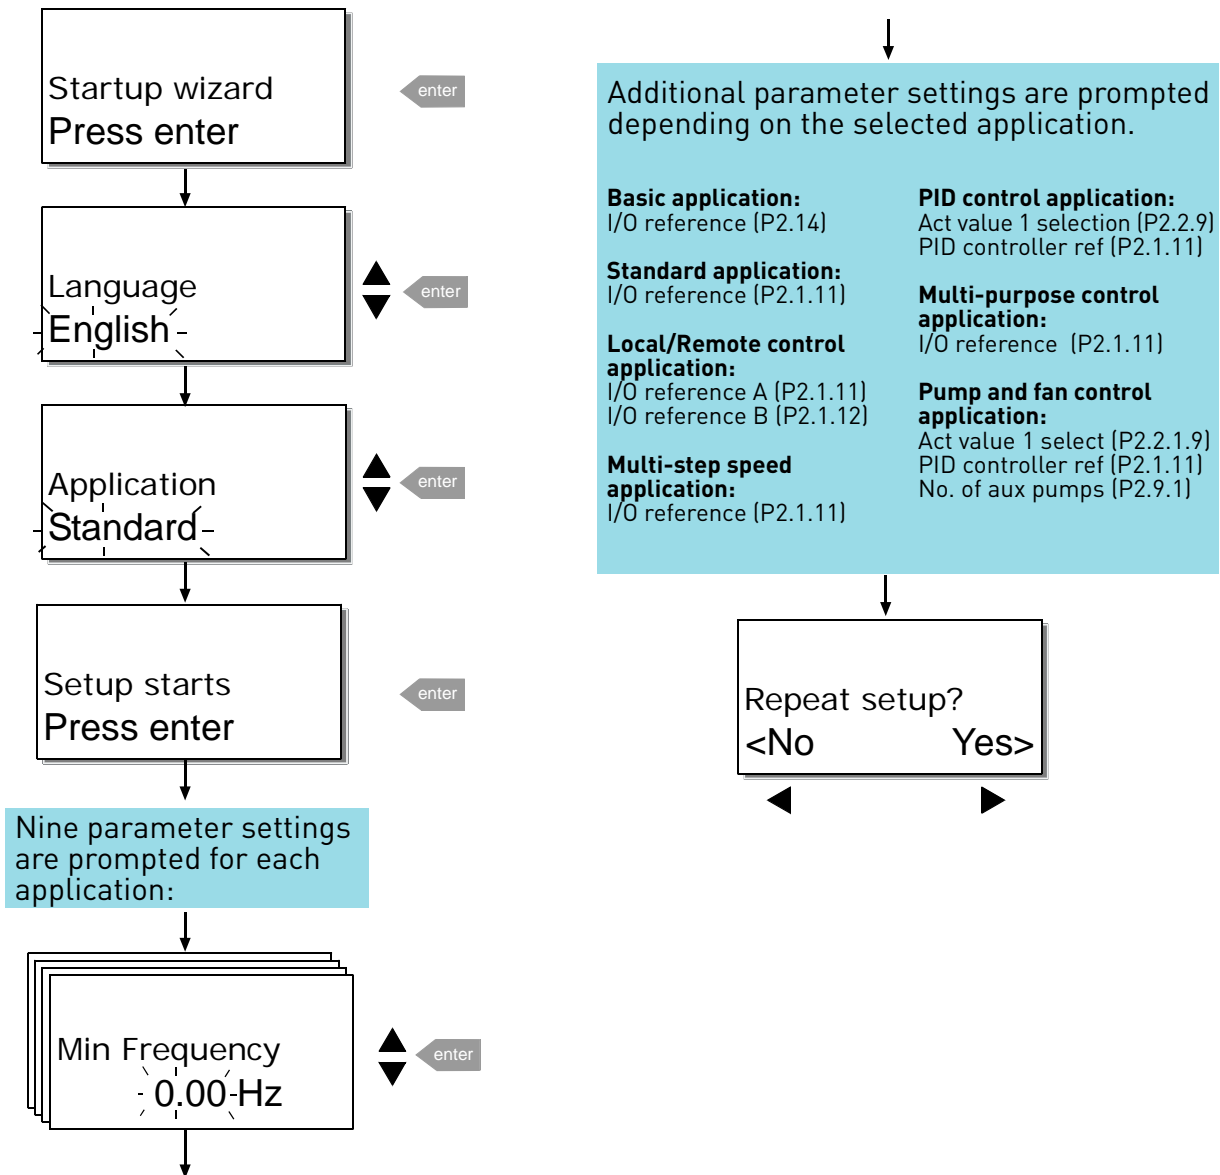 Startup wizard
Press enter
enter
Language
English
enter
Application
Standard
enter
Setup starts
Press enter
enter
Nine parameter settings
are prompted for each
application:
Min Frequency
0.00 Hz
enter
Additional parameter settings are prompted
depending on the selected application.
Basic application:
I/O reference (P2.14)
Standard application:
I/O reference (P2.1.11)
Local/Remote control
application:
I/O reference A (P2.1.11)
I/O reference B (P2.1.12)
Multi-step speed
application:
I/O reference (P2.1.11)
PID control application:
Act value 1 selection (P2.2.9)
PID controller ref (P2.1.11)
Multi-purpose control
application:
I/O reference (P2.1.11)
Pump and fan control
application:
Act value 1 select (P2.2.1.9)
PID controller ref (P2.1.11)
No. of aux pumps (P2.9.1)
Repeat setup?
<No Yes>